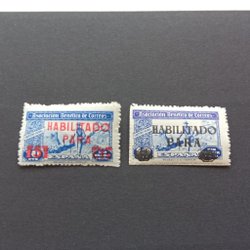 Asociación Benéfica de Correos
HABILITADO
PARA
Asociación Benéfica de Correos
HABILITADO
PARA